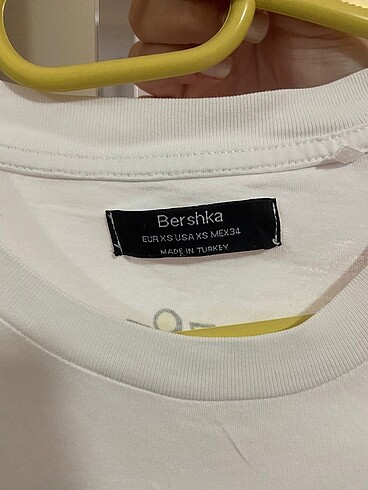 Bershka
EUR XS USA XS MEX 34
MADE IN TURKEY